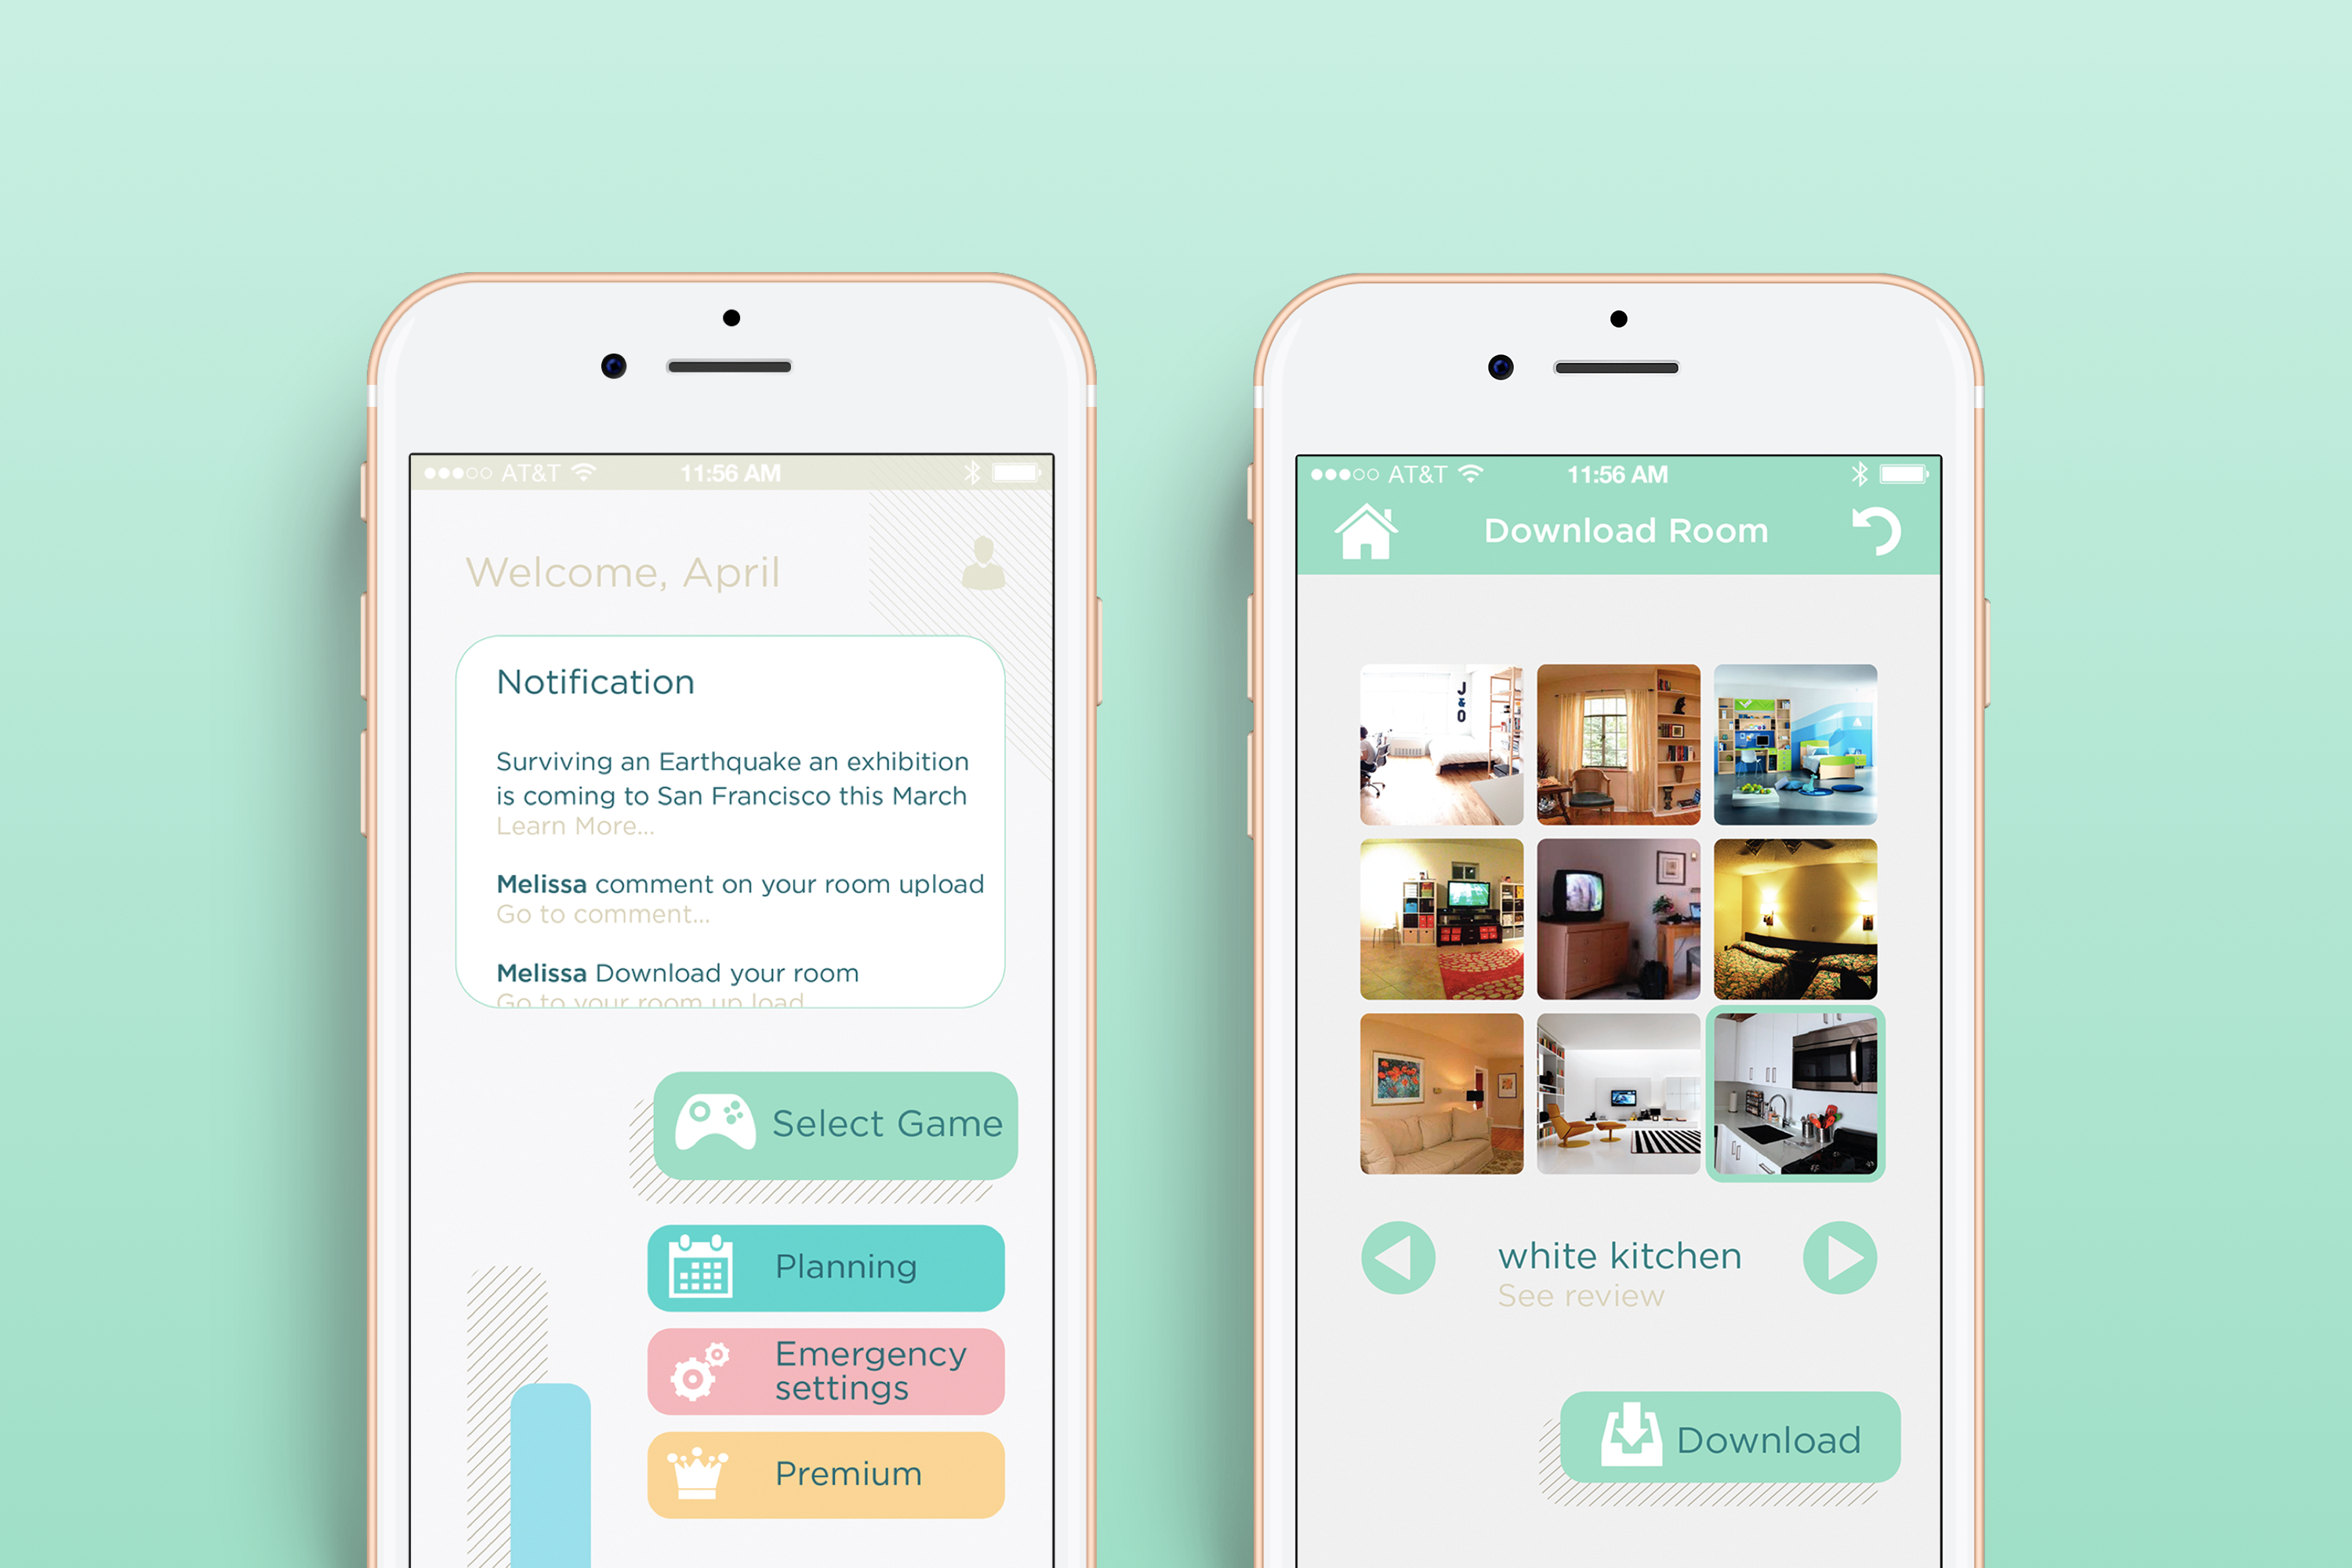 AT&T 11:56 AM
Welcome, April
Notification
Surviving an Earthquake an exhibition
is coming to San Francisco this March
Learn More...
Melissa comment on your room upload
Go to comment...
Melissa Download your room
Go to your room up load
Select Game
Planning
Emergency
settings
Premium
AT&T 11:56 AM
Download Room
J
&
O
white kitchen
See review
Download